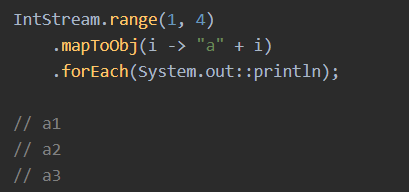 IntStream.range(1, 4)
    .mapToObj(i -> "a" + i)
    .forEach(System.out::println);

// a1
// a2
// a3